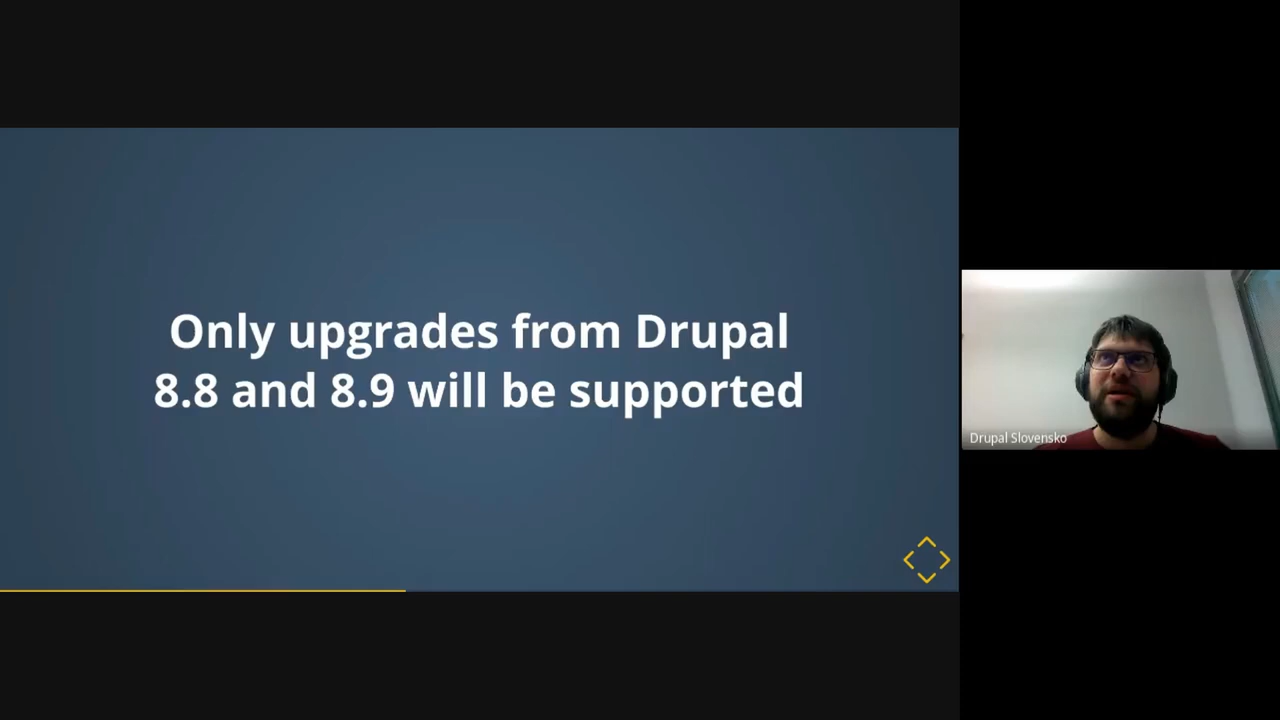 Only upgrades from Drupal
8.8 and 8.9 will be supported
Drupal Slovensko